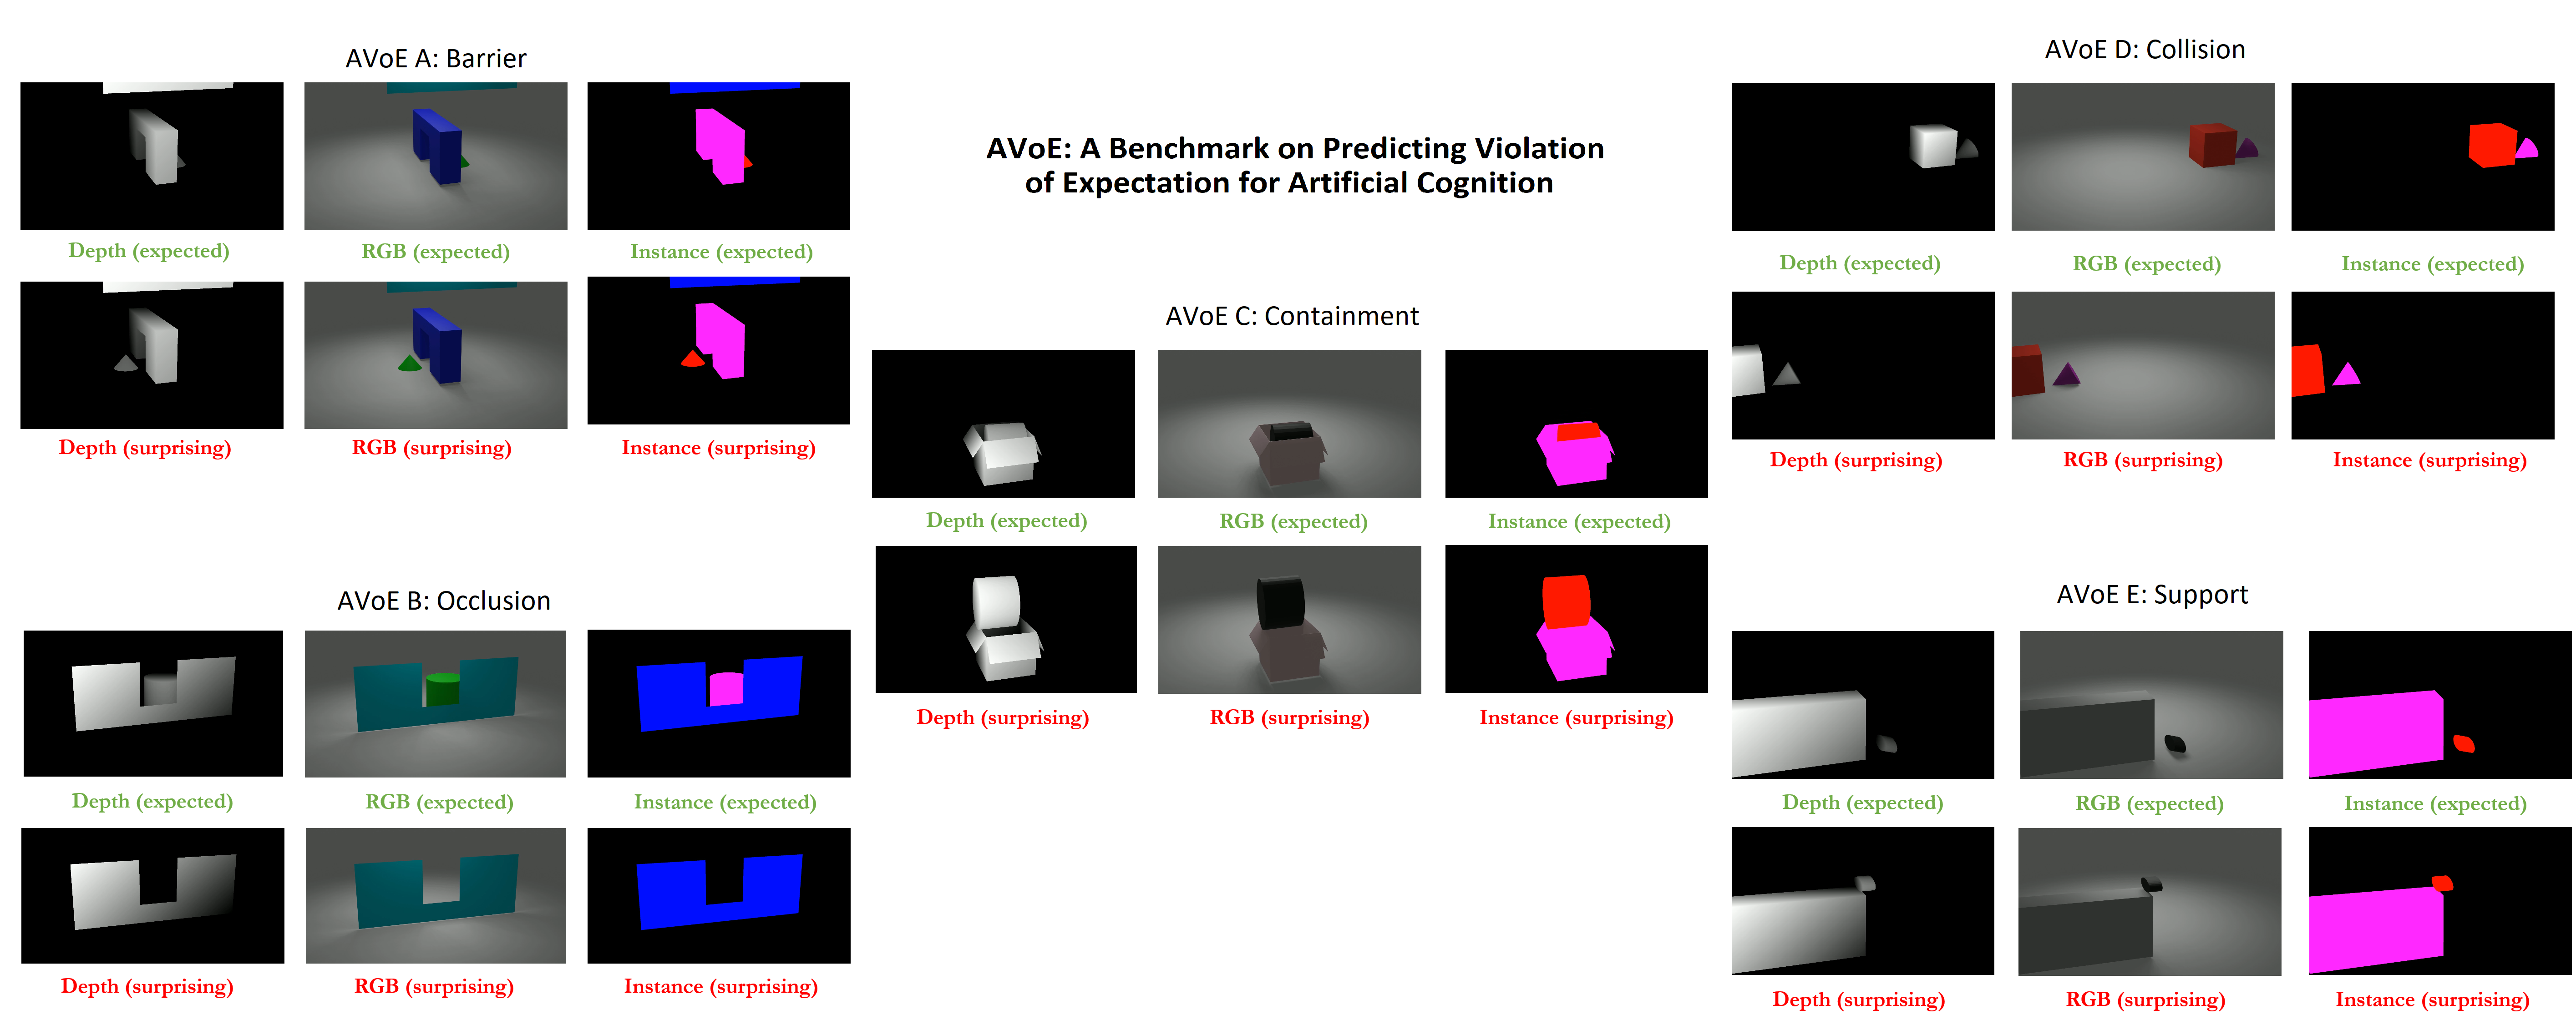 AVoE A: Barrier
Depth (expected)
RGB (expected)
Instance (expected)
Depth (surprising)
RGB (surprising)
Instance (surprising)
AVoE B: Occlusion
Depth (expected)
RGB (expected)
Instance (expected)
Depth (surprising)
RGB (surprising)
Instance (surprising)
AVoE: A Benchmark on Predicting Violation
of Expectation for Artificial Cognition
AVoE C: Containment
Depth (expected)
RGB (expected)
Instance (expected)
Depth (surprising)
RGB (surprising)
Instance (surprising)
AVoE D: Collision
Depth (expected)
RGB (expected)
Instance (expected)
Depth (surprising)
RGB (surprising)
Instance (surprising)
AVoE E: Support
Depth (expected)
RGB (expected)
Instance (expected)
Depth (surprising)
RGB (surprising)
Instance (surprising)